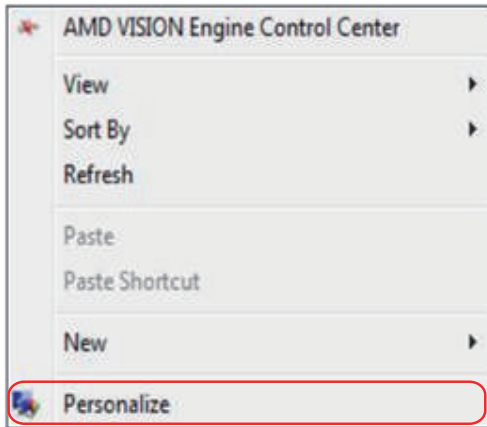 AMD VISION Engine Control Center
View
Sort By
Refresh
Paste
Paste Shortcut
New
Personalize